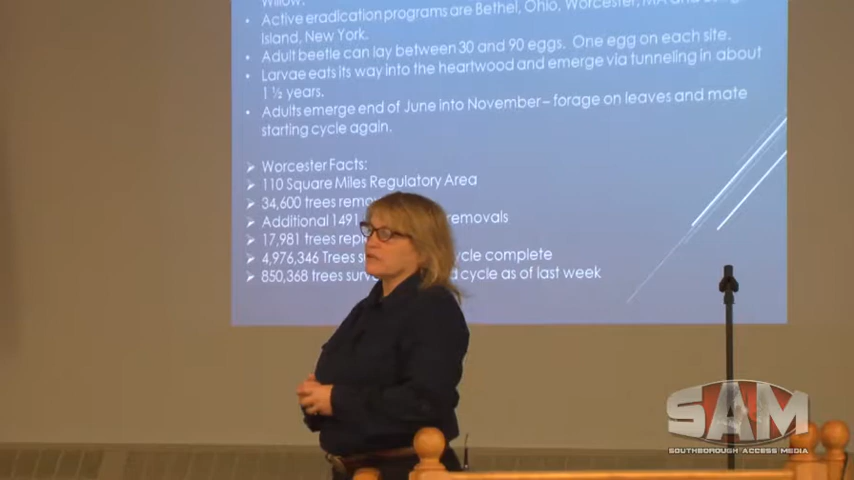 Willow.
Active eradication programs are Bethel, Ohio, Worcester, MA and
Island, New York.
Adult beetle can lay between 30 and 90 eggs. One egg on each site.
Larvae eats its way into the heartwood and emerge via tunneling in about
1 ½ years.
Adults emerge end of June into November – forage on leaves and mate
starting cycle again.
Worcester Facts:
110 Square Miles Regulatory Area
34,600 trees
Additional 1491 removals
17,981 trees
4,976,346 Trees cycle complete
850,368 trees cycle as of last week
SAM
SOUTHBOROUGH ACCESS MEDIA